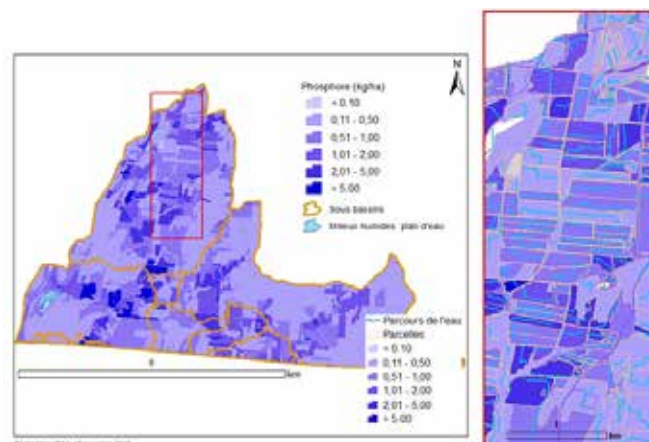 N
Phosphore (kg/ha)
< 0.10
0,11 - 0,50
0,51 - 1,00
1,01 - 2,00
2,01 - 5,00
> 5.00
Sous bassins
Milieux humides plan d'eau
Parcours de l'eau
Parcelles
< 0.10
0,11 - 0,50
0,51 - 1,00
1,01 - 2,00
2,01 - 5,00
> 5.00
0
km
1
km